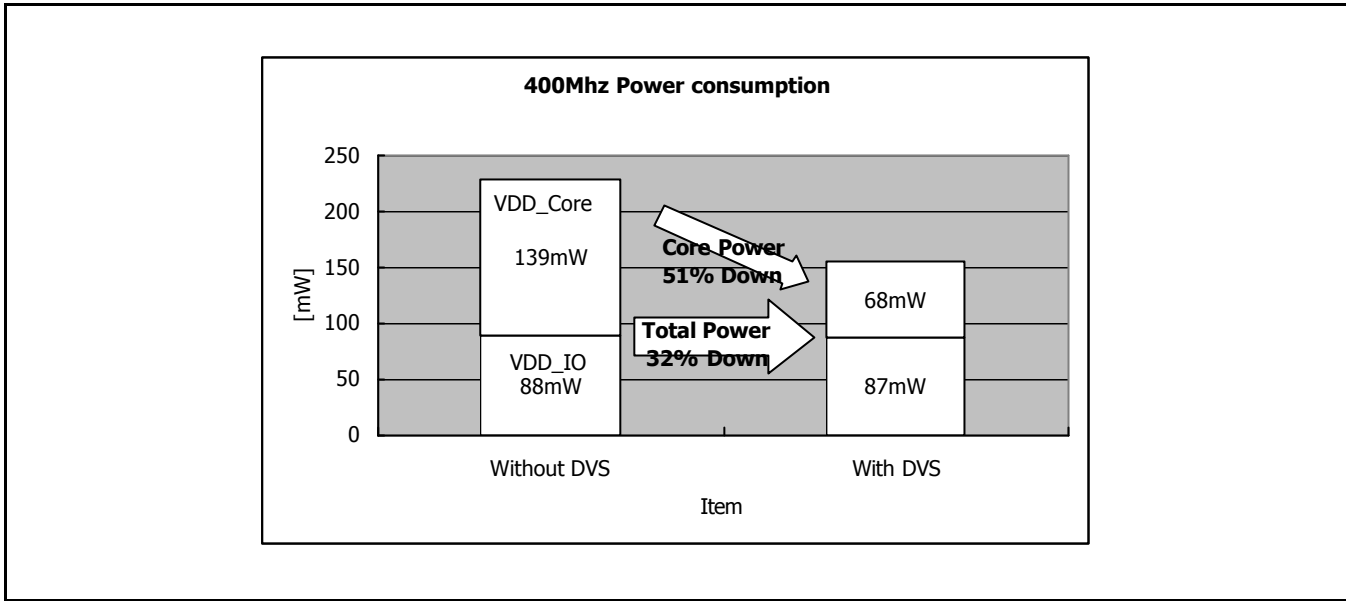 400Mhz Power consumption
250
200
150
100
50
0
[mW]
VDD_Core
139mW
VDD_IO
88mW
Core Power
51% Down
Total Power
32% Down
68mW
87mW
Without DVS
With DVS
Item